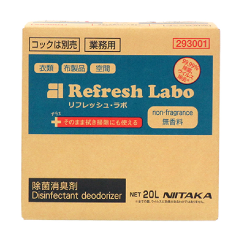 コックは別売 業務用
293001
衣類 布製品 空間
99.99%
Refresh Labo
リフレッシュ・ラボ
non-fragrance
無香料
そのまま拭き掃除にも使える
除菌消臭剤
Disinfectant deodorizer
NET 20L NIITAKA